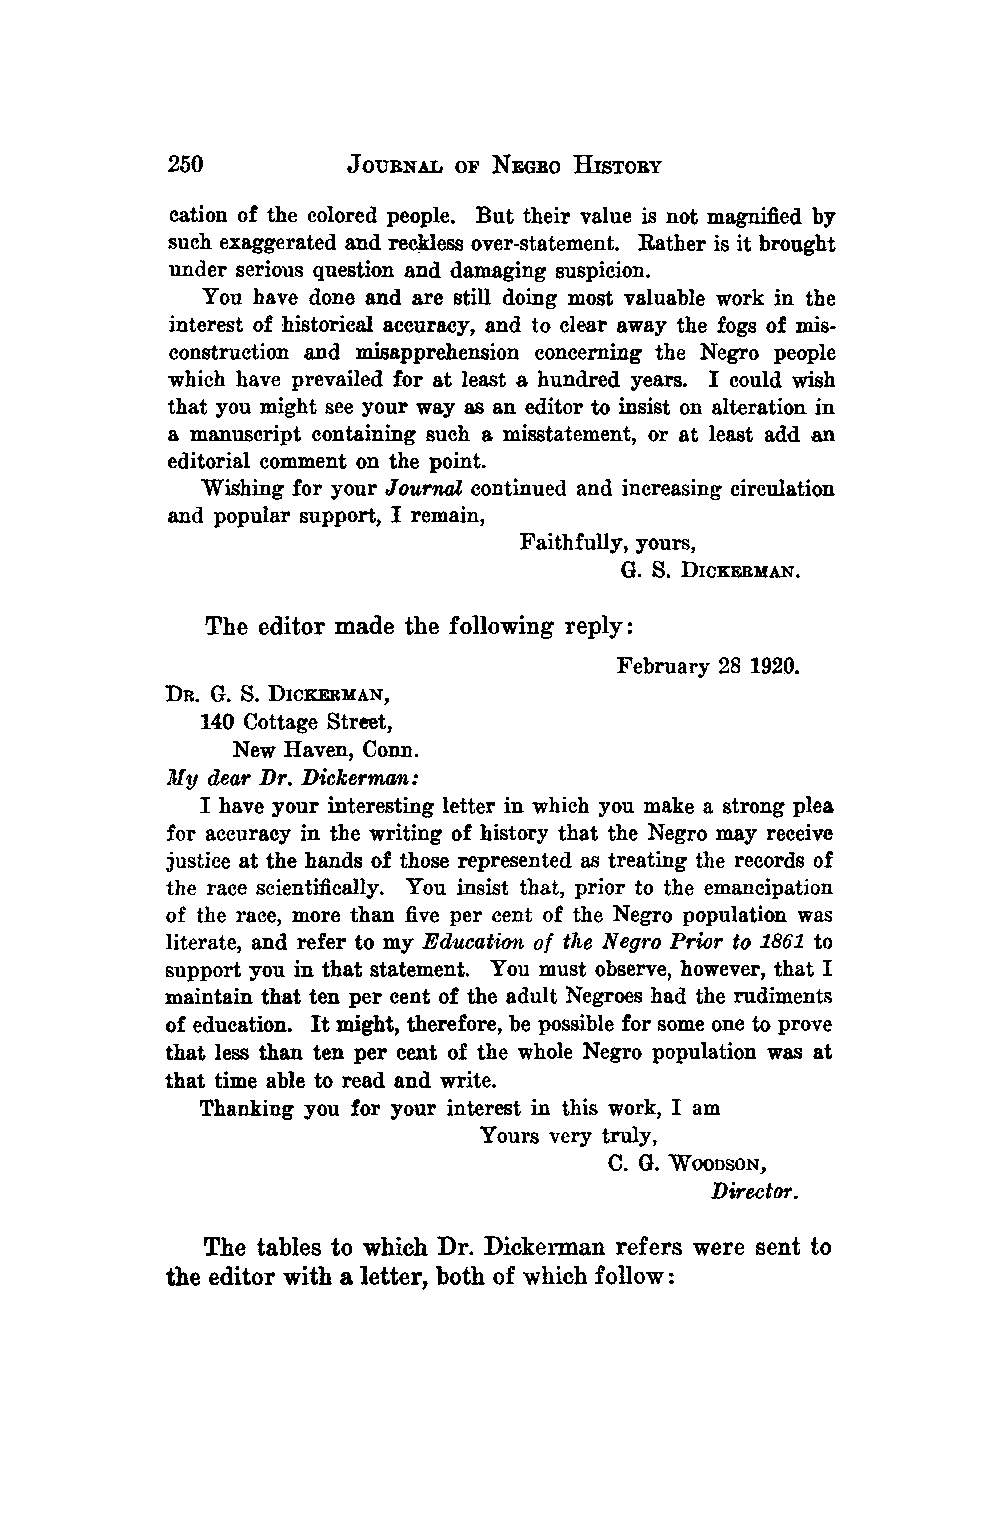 250 JOURNAL OF NEGRO HISTORY
cation of the colored people. But their value is not magnified by
such exaggerated and reckless over-statement. Rather is it brought
under serious question and damaging suspicion.
You have done and are still doing most valuable work in the
interest of historical accuracy, and to clear away the fogs of mis-
construction and misapprehension concerning the Negro people
which have prevailed for at least a hundred years. I could wish
that you might see your way as an editor to insist on alteration in
a manuscript containing such a misstatement, or at least add an
editorial comment on the point.
Wishing for your Journal continued and increasing circulation
and popular support, I remain,
Faithfully, yours,
G. S. DICKERMAN.
The editor made the following reply:
February 28 1920.
DR. G. S. DICKERMAN,
140 Cottage Street,
New Haven, Conn.
My dear Dr. Dickerman:
I have your interesting letter in which you make a strong plea
for accuracy in the writing of history that the Negro may receive
justice at the hands of those represented as treating the records of
the race scientifically. You insist that, prior to the emancipation
of the race, more than five per cent of the Negro population was
literate, and refer to my Education of the Negro Prior to 1861 to
support you in that statement. You must observe, however, that I
maintain that ten per cent of the adult Negroes had the rudiments
of education. It might, therefore, be possible for some one to prove
that less than ten per cent of the whole Negro population was at
that time able to read and write.
Thanking you for your interest in this work, I am
Yours very truly,
C. G. WOODSON,
Director.
The tables to which Dr. Dickerman refers were sent to
the editor with a letter, both of which follow: